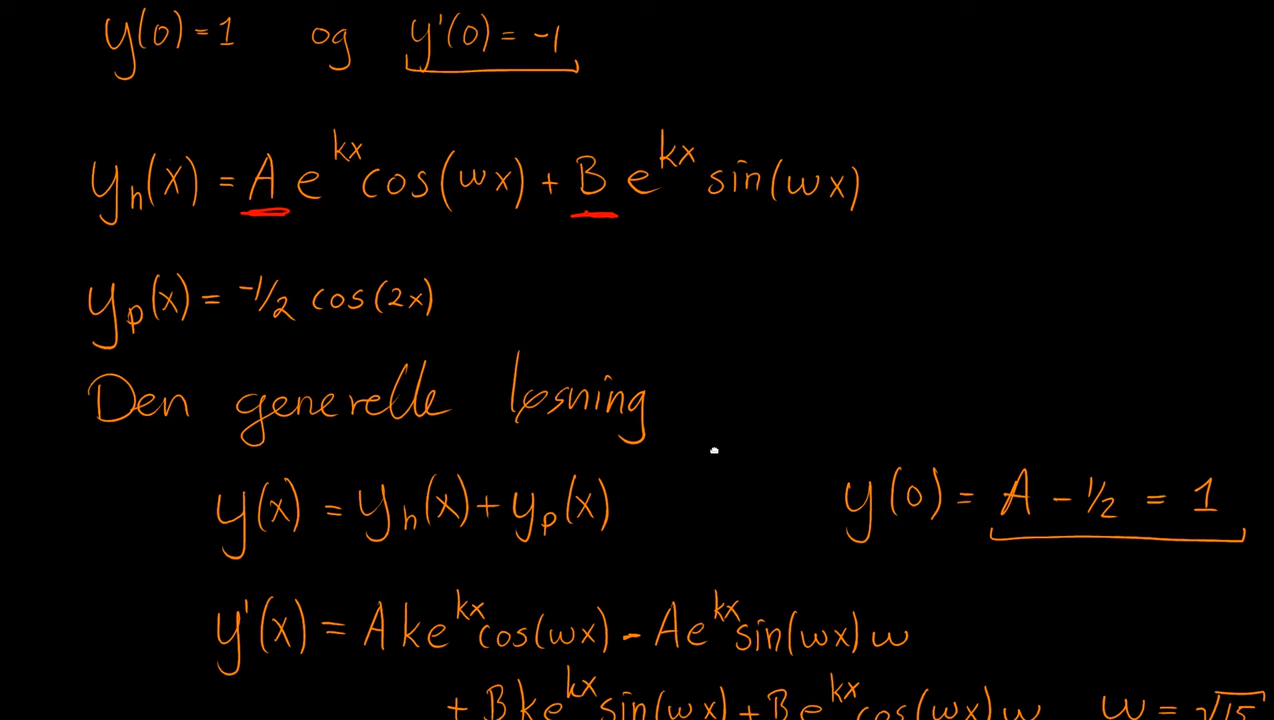 y(0) = 1 og y'(0) = -1
yₕ(x) = A e^{kx} cos(wx) + B e^{kx} sin(wx)
yₚ(x) = -1/2 cos(2x)
Den generelle løsning
y(x) = yₕ(x) + yₚ(x)
y(0) = A - 1/2 = 1
y'(x) = A k e^{kx} cos(wx) - A e^{kx} sin(wx) w
+ B k e^{kx} sin(wx) + B e^{kx} cos(wx) w
w = √15